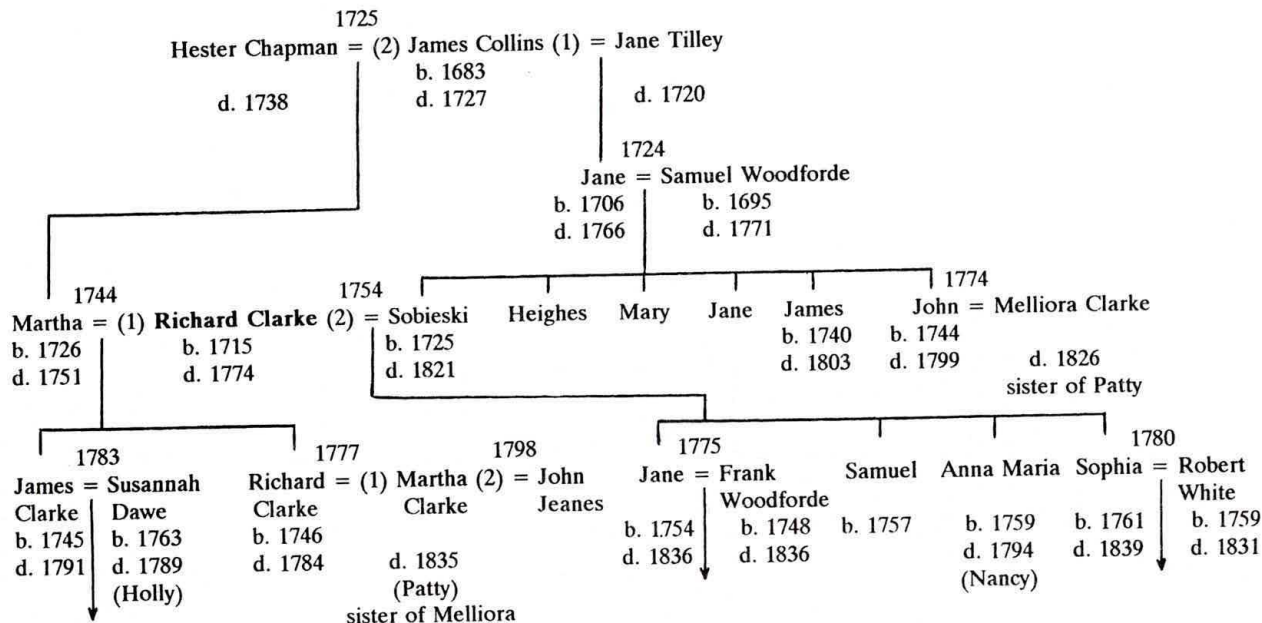 1725
Hester Chapman = (2) James Collins (1) = Jane Tilley
b. 1683
d. 1738 d. 1727 d. 1720
1724
Jane = Samuel Woodforde
b. 1706 b. 1695
d. 1766 d. 1771
1744 1754 1774
Martha = (1) Richard Clarke (2) = Sobieski Heighes Mary Jane James John = Melliora Clarke
b. 1726 b. 1715 b. 1725 b. 1740 b. 1744
d. 1751 d. 1774 d. 1821 d. 1803 d. 1799 d. 1826
sister of Patty
1783 1777 1798 1775 1780
James = Susannah Richard = (1) Martha (2) = John Jane = Frank Samuel Anna Maria Sophia = Robert
Clarke Dawe Clarke Clarke Jeanes Woodforde White
b. 1745 b. 1763 b. 1746 b. 1754 b. 1748 b. 1757 b. 1759 b. 1761 b. 1759
d. 1791 d. 1789 d. 1784 d. 1835 d. 1836 d. 1836 d. 1794 d. 1839 d. 1831
(Holly) (Patty) (Nancy)
sister of Melliora